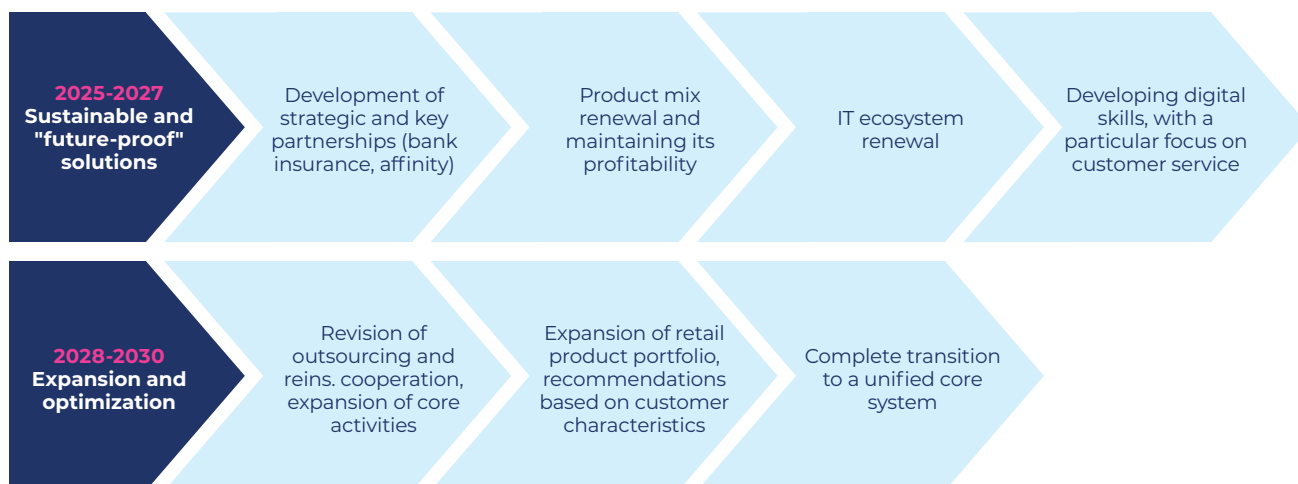 2025-2027
Sustainable and
"future-proof"
solutions
Development of
strategic and key
partnerships (bank
insurance, affinity)
Product mix
renewal and
maintaining its
profitability
IT ecosystem
renewal
Developing digital
skills, with a
particular focus on
customer service
2028-2030
Expansion and
optimization
Revision of
outsourcing and
reins. cooperation,
expansion of core
activities
Expansion of retail
product portfolio,
recommendations
based on customer
characteristics
Complete transition
to a unified core
system